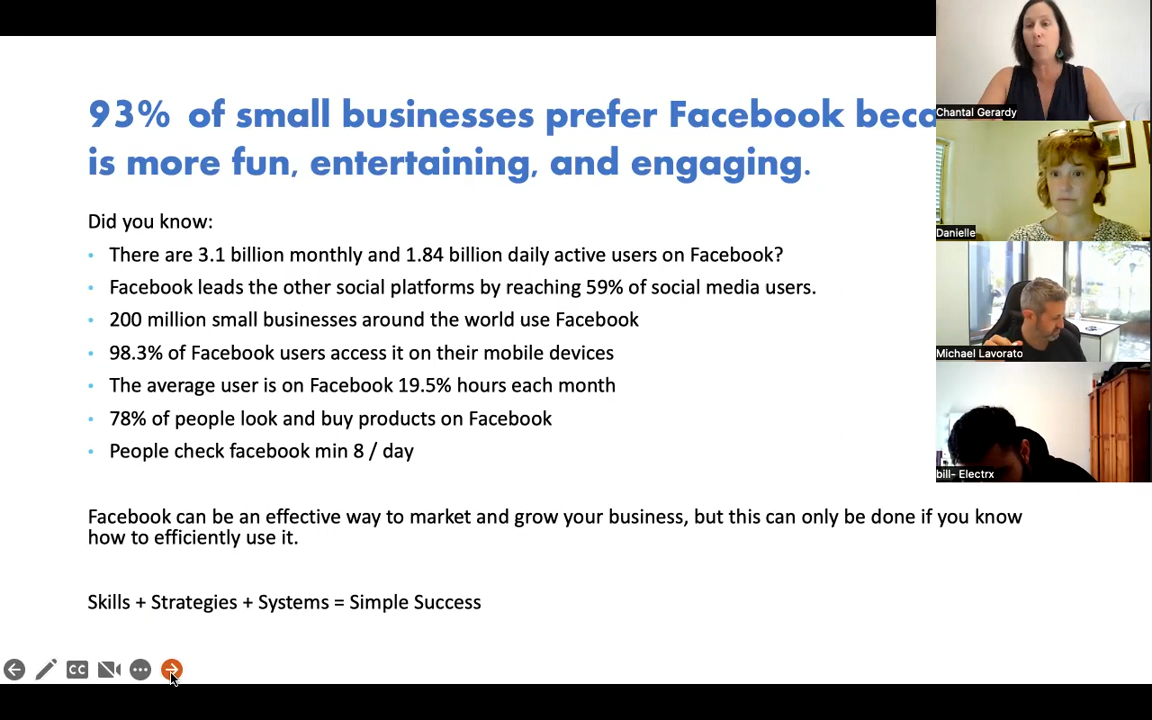 93% of small businesses prefer Facebook beca
is more fun, entertaining, and engaging.
Did you know:
• There are 3.1 billion monthly and 1.84 billion daily active users on Facebook?
• Facebook leads the other social platforms by reaching 59% of social media users.
• 200 million small businesses around the world use Facebook
• 98.3% of Facebook users access it on their mobile devices
• The average user is on Facebook 19.5% hours each month
• 78% of people look and buy products on Facebook
• People check facebook min 8 / day
Facebook can be an effective way to market and grow your business, but this can only be done if you know
how to efficiently use it.
Skills + Strategies + Systems = Simple Success
CC
Chantal Gerardy
Danielle
Michael Lavorato
bill- Electrx